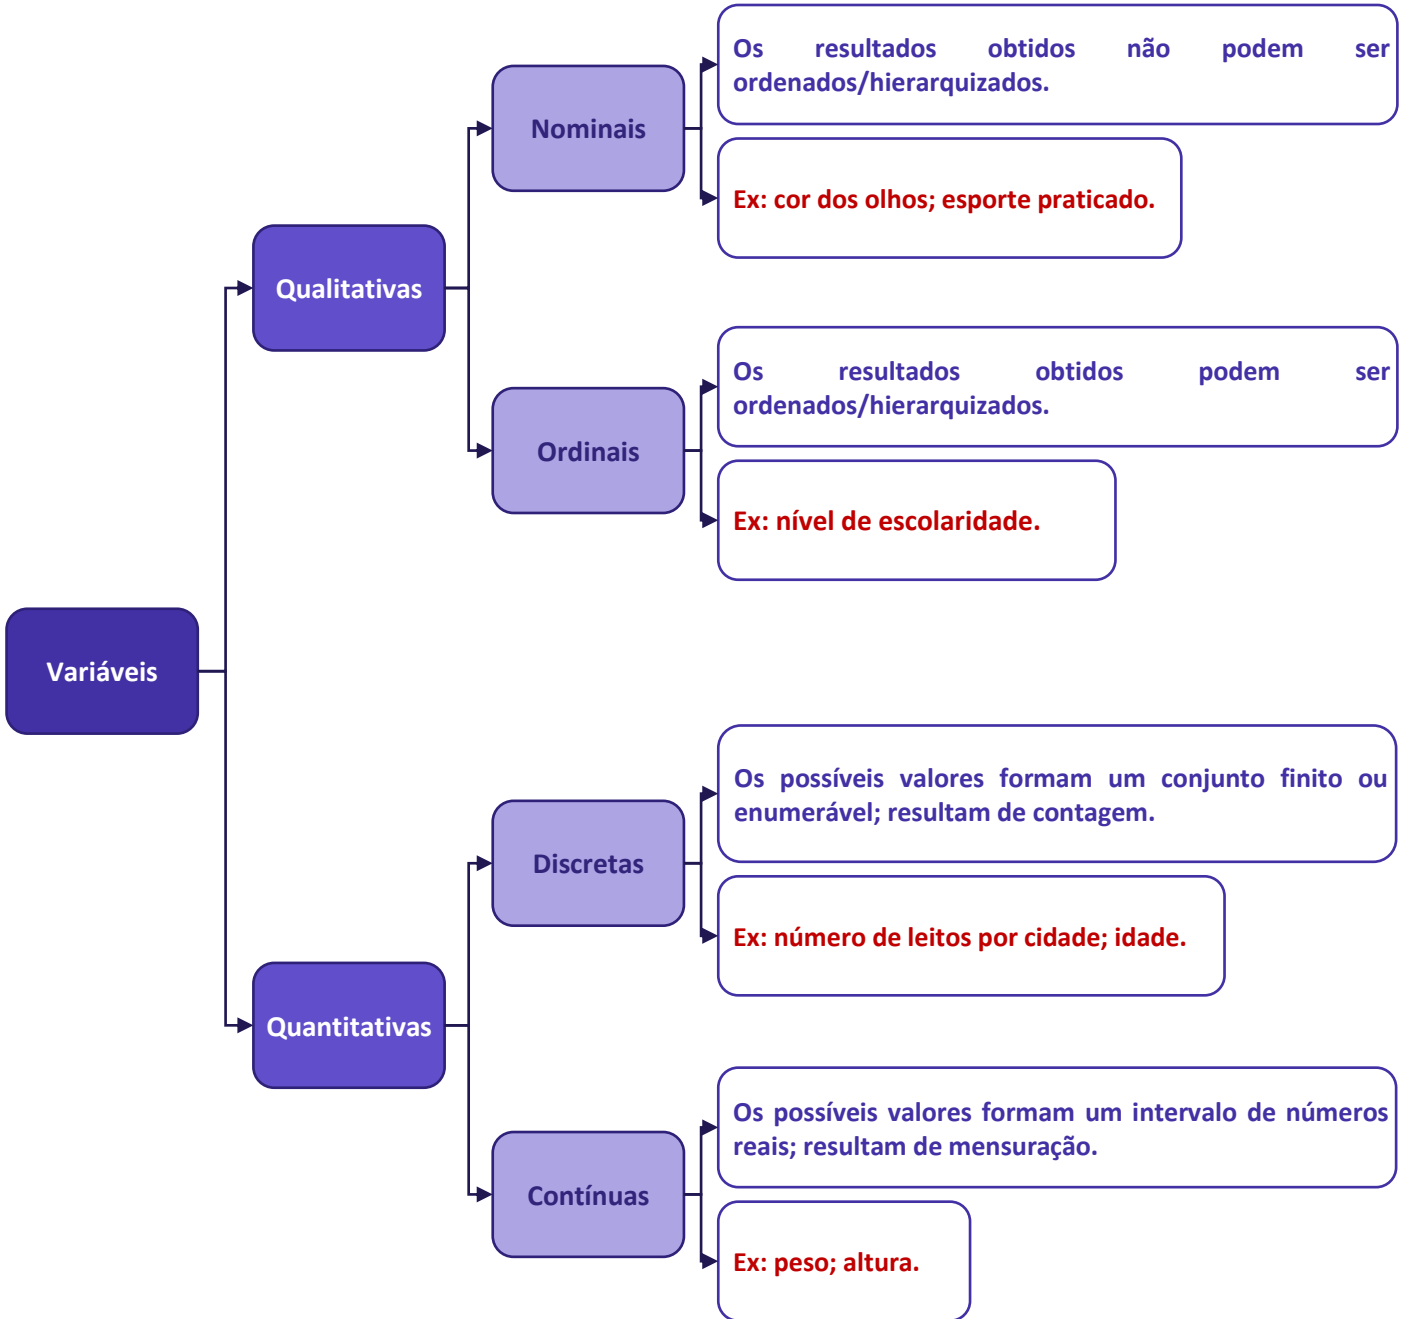 Variáveis
Qualitativas
Nominais
Os resultados obtidos não podem ser
ordenados/hierarquizados.
Ex: cor dos olhos; esporte praticado.
Ordinais
Os resultados obtidos podem ser
ordenados/hierarquizados.
Ex: nível de escolaridade.
Quantitativas
Discretas
Os possíveis valores formam um conjunto finito ou
enumerável; resultam de contagem.
Ex: número de leitos por cidade; idade.
Contínuas
Os possíveis valores formam um intervalo de números
reais; resultam de mensuração.
Ex: peso; altura.